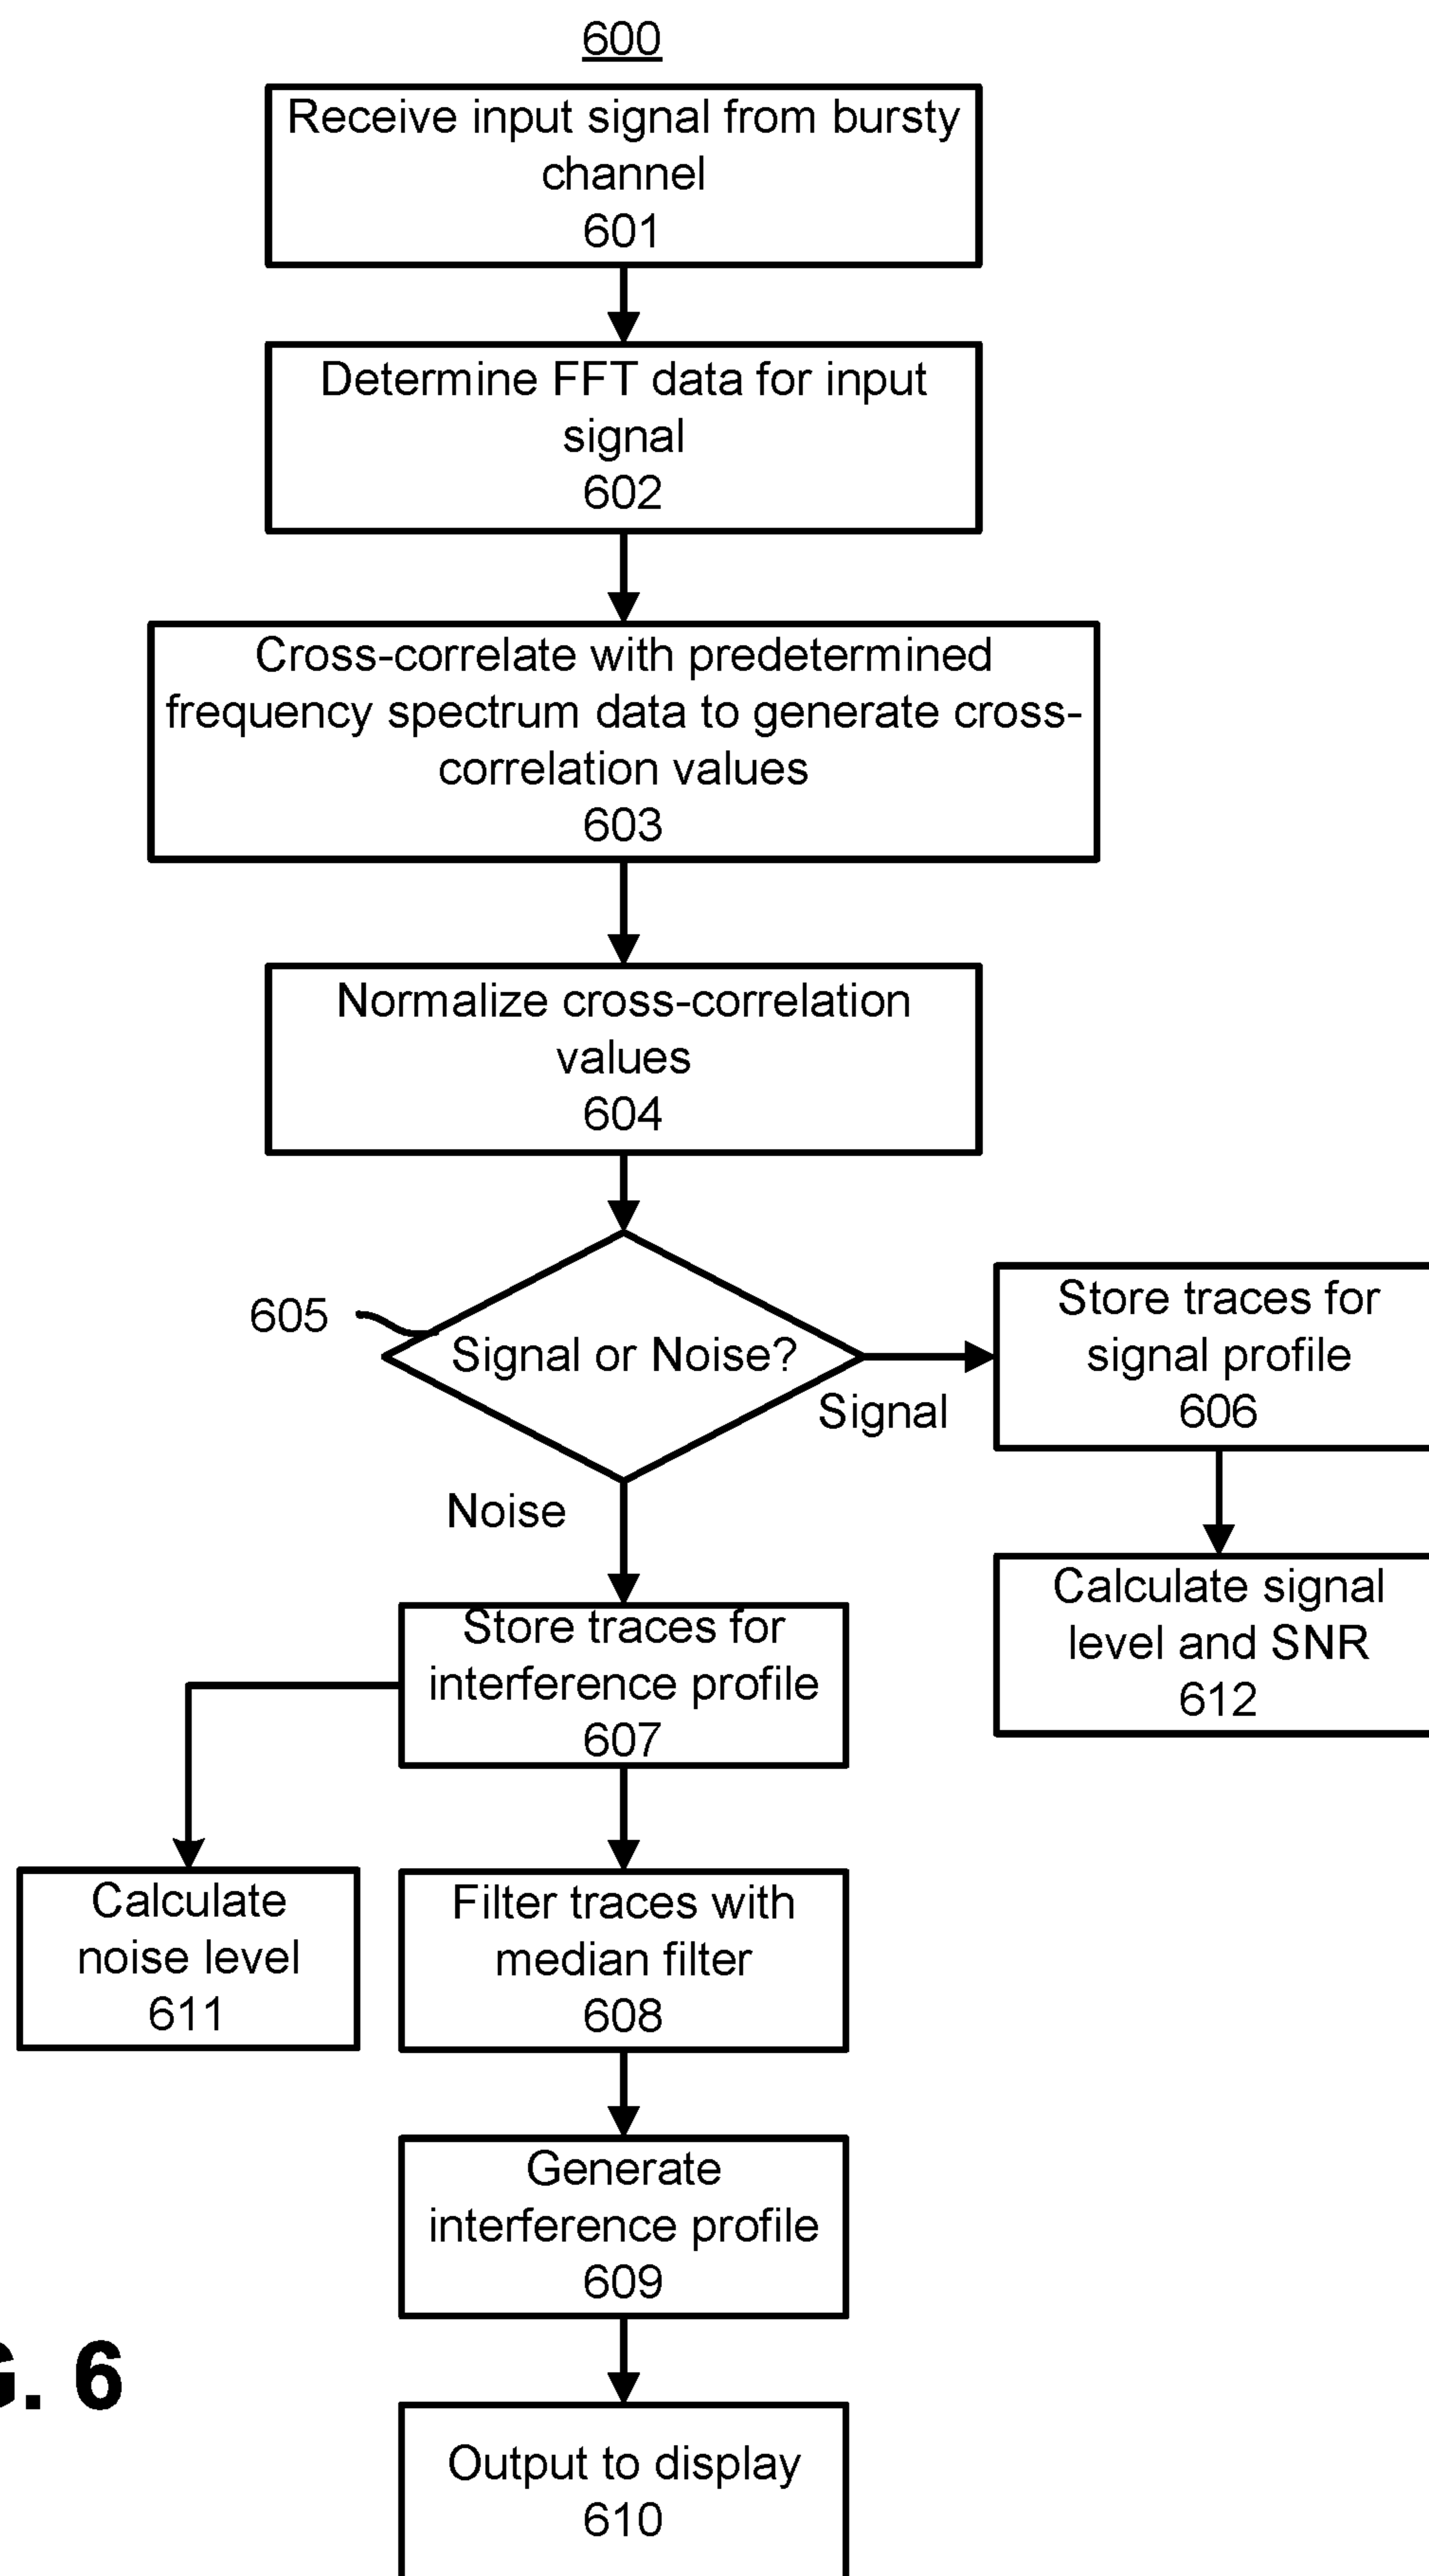 600
Receive input signal from bursty
channel
601
Determine FFT data for input
signal
602
Cross-correlate with predetermined
frequency spectrum data to generate cross-
correlation values
603
Normalize cross-correlation
values
604
605
Signal or Noise?
Signal
Store traces for
signal profile
606
Noise
Calculate signal
level and SNR
612
Store traces for
interference profile
607
Calculate
noise level
611
Filter traces with
median filter
608
Generate
interference profile
609
G. 6
Output to display
610